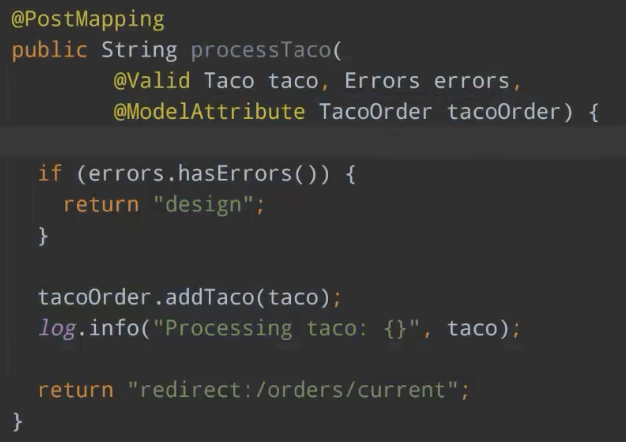 @PostMapping
public String processTaco(
@Valid Taco taco, Errors errors,
@ModelAttribute TacoOrder tacoOrder) {
if (errors.hasErrors()) {
return "design";
}
tacoOrder.addTaco(taco);
log.info("Processing taco: {}", taco);
return "redirect:/orders/current";
}